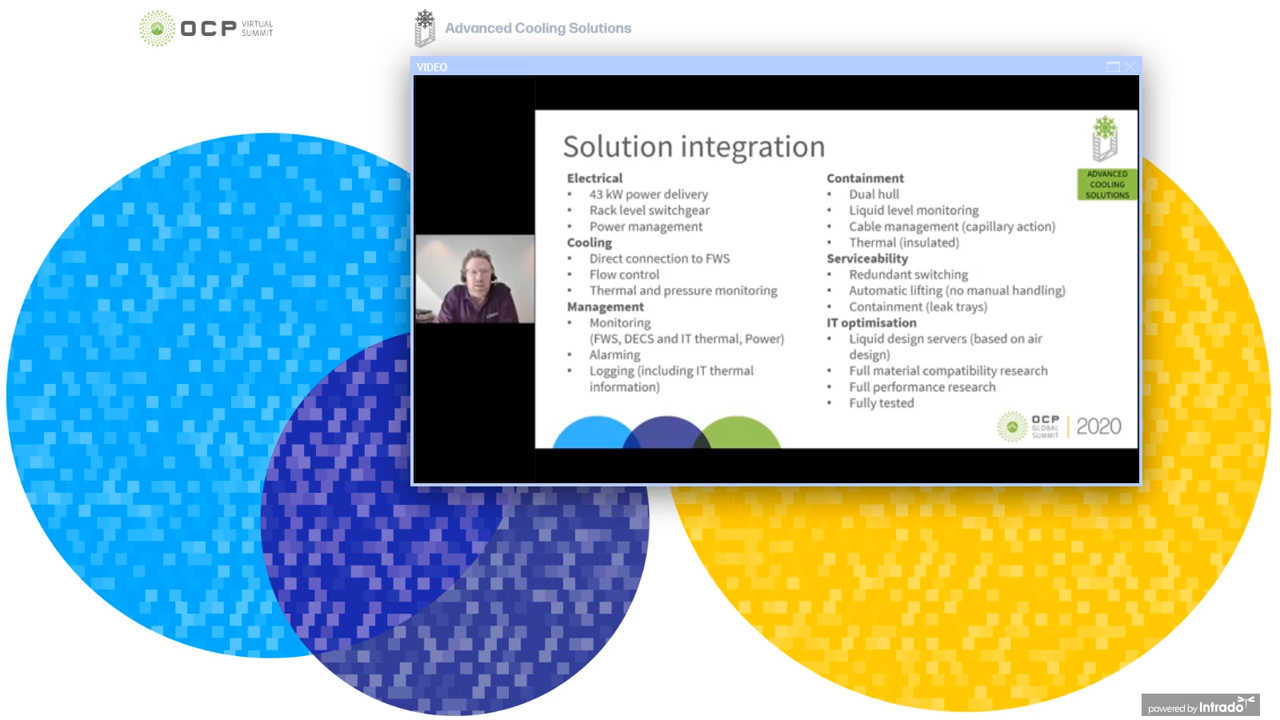 OCP VIRTUAL SUMMIT
Advanced Cooling Solutions
VIDEO
Solution integration
ADVANCED
COOLING
SOLUTIONS
Electrical
• 43 kW power delivery
• Rack level switchgear
• Power management
Cooling
• Direct connection to FWS
• Flow control
• Thermal and pressure monitoring
Management
• Monitoring
(FWS, DECS and IT thermal, Power)
• Alarming
• Logging (including IT thermal
information)
Containment
• Dual hull
• Liquid level monitoring
• Cable management (capillary action)
• Thermal (insulated)
Serviceability
• Redundant switching
• Automatic lifting (no manual handling)
• Containment (leak trays)
IT optimisation
• Liquid design servers (based on air
design)
• Full material compatibility research
• Full performance research
• Fully tested
OCP GLOBAL SUMMIT 2020
powered by Intrado